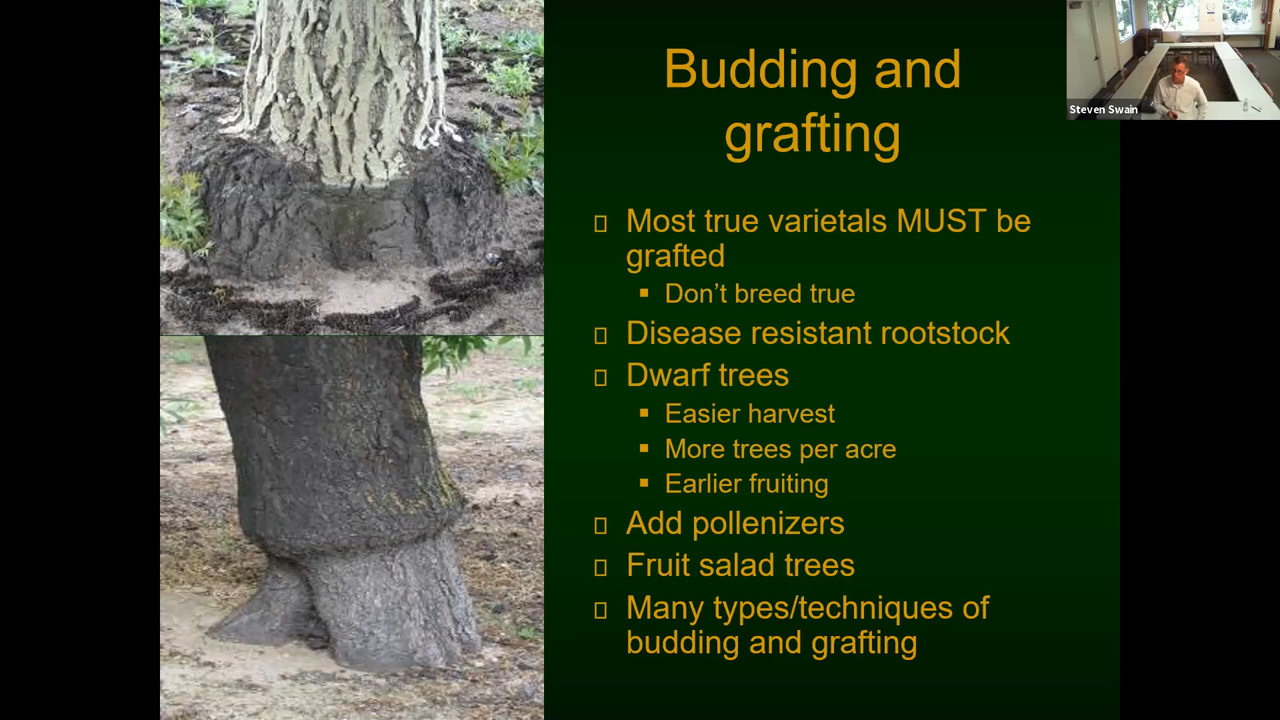 Budding and
grafting
Steven Swain
Most true varietals MUST be
grafted
Don't breed true
Disease resistant rootstock
Dwarf trees
Easier harvest
More trees per acre
Earlier fruiting
Add pollenizers
Fruit salad trees
Many types/techniques of
budding and grafting